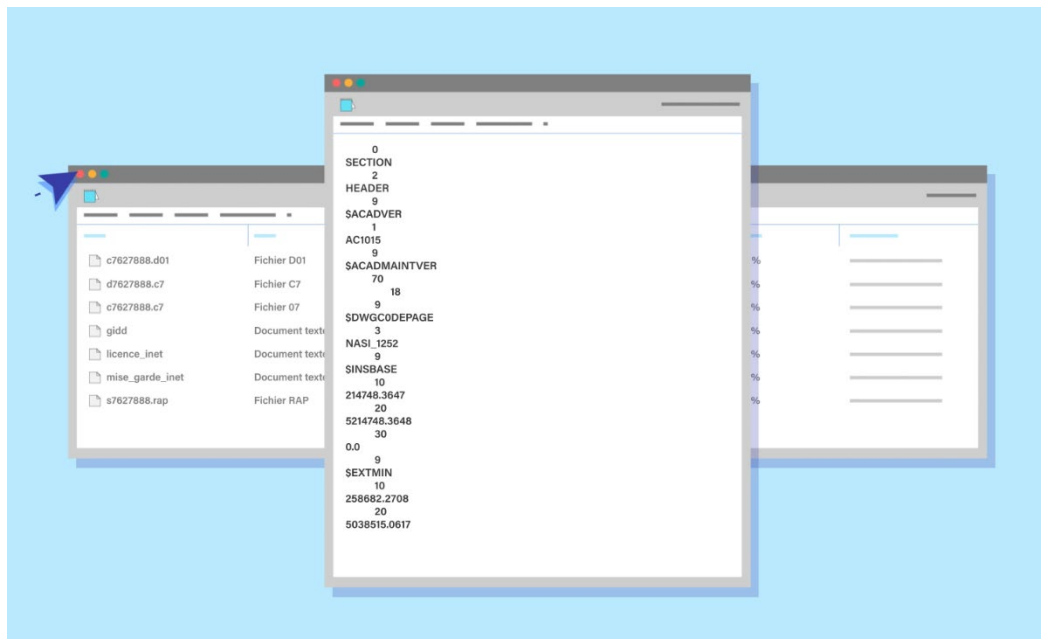 0
SECTION
2
HEADER
9
$ACADVER
1
AC1015
9
$ACADMAINTVER
70
18
9
$DWGC0DEPAGE
3
NASI_1252
9
$INSBASE
10
214748.3647
20
5214748.3648
30
0.0
9
$EXTMIN
10
258682.2708
20
5038515.0617
c7627888.d01 Fichier D01
d7627888.c7 Fichier C7
c7627888.c7 Fichier 07
gidd Document texte
licence_inet Document texte
mise_garde_inet Document texte
s7627888.rap Fichier RAP
%
%
%
%
%
%
%